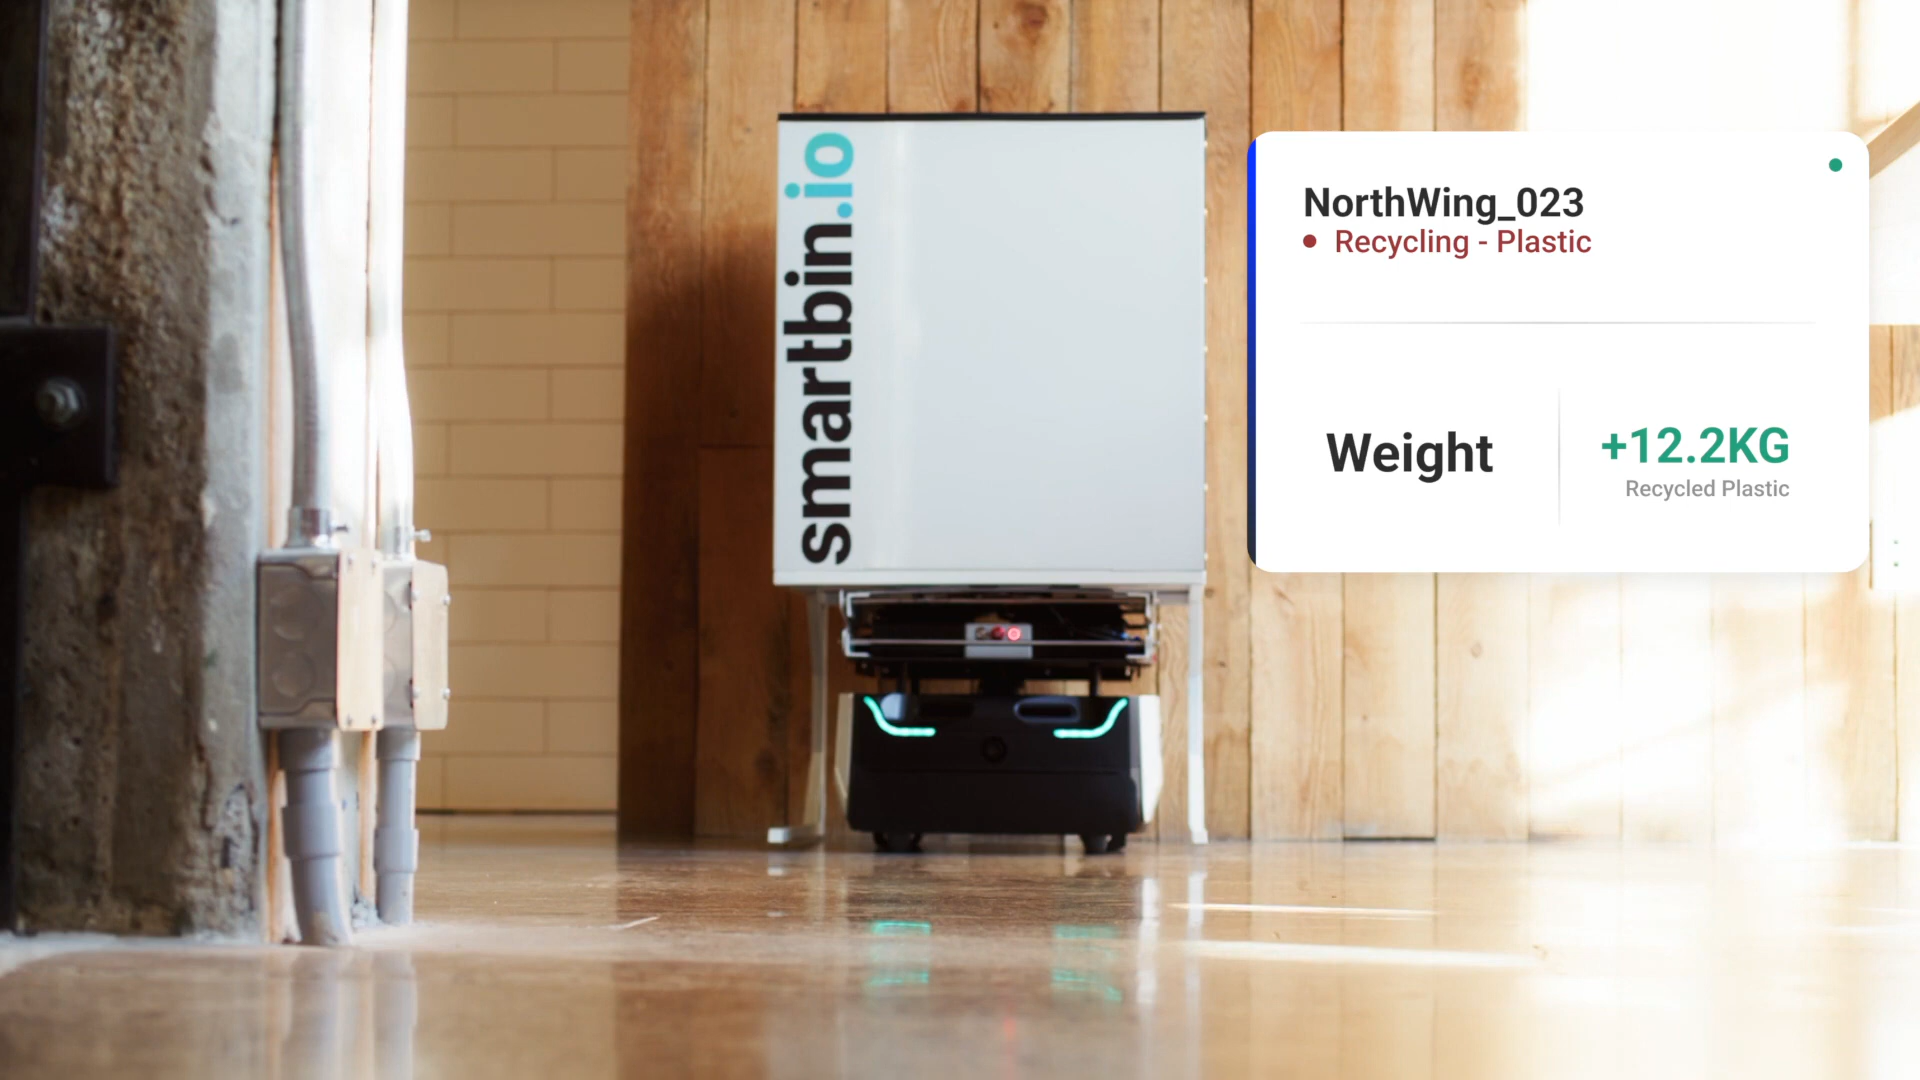 smartbin.io
NorthWing_023
Recycling - Plastic
Weight
+12.2KG
Recycled Plastic